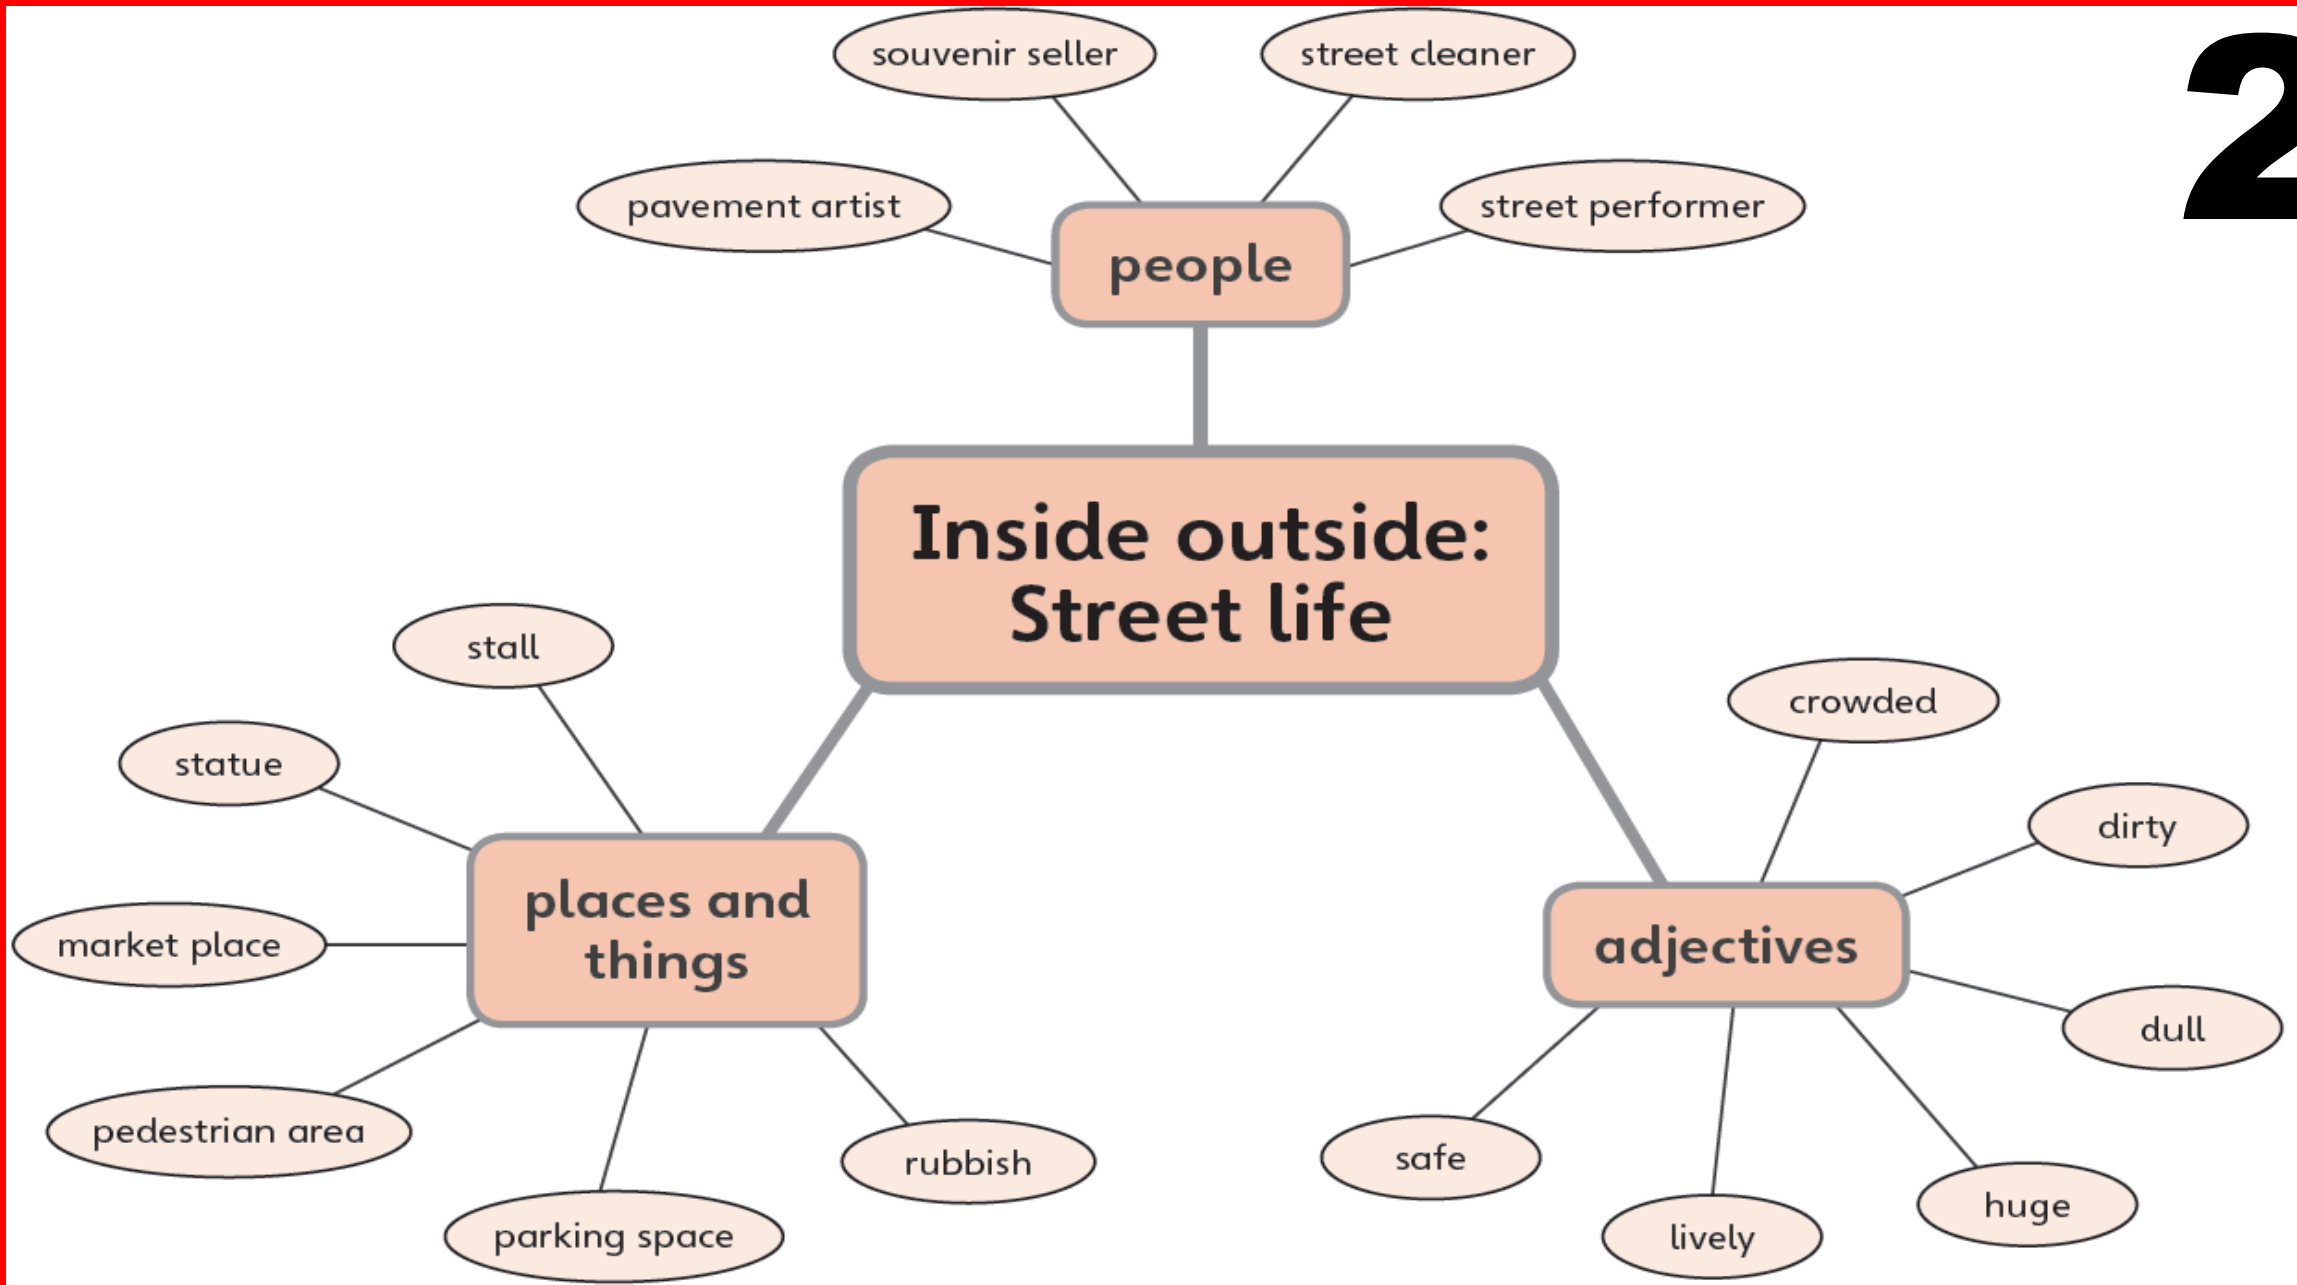 souvenir seller
street cleaner
2
pavement artist
street performer
people
Inside outside:
Street life
stall
crowded
statue
dirty
places and
things
market place
adjectives
dull
pedestrian area
rubbish
safe
huge
parking space
lively